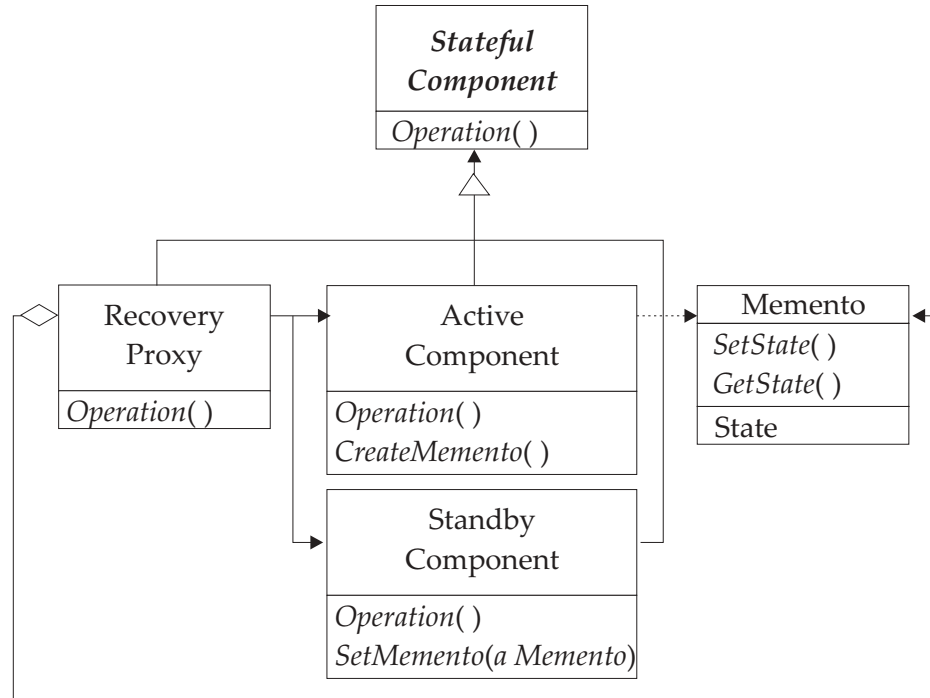 Stateful
Component
Operation( )
Recovery
Proxy
Operation( )
Active
Component
Operation( )
CreateMemento( )
Memento
SetState( )
GetState( )
State
Standby
Component
Operation( )
SetMemento(a Memento)